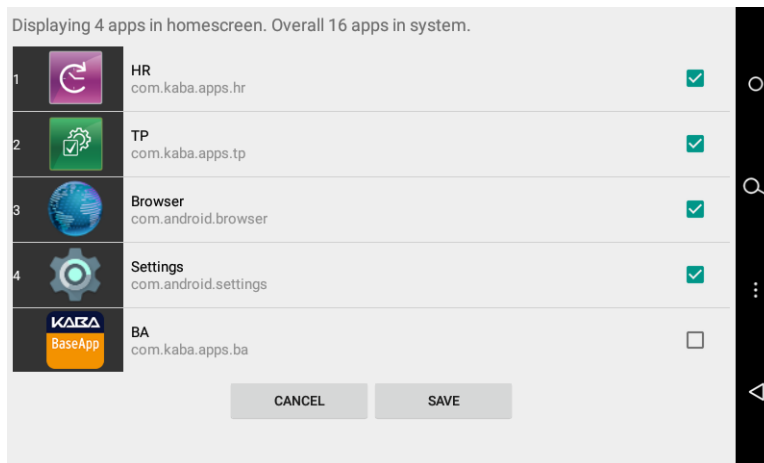 Displaying 4 apps in homescreen. Overall 16 apps in system.
1
HR
com.kaba.apps.hr
2
TP
com.kaba.apps.tp
3
Browser
com.android.browser
4
Settings
com.android.settings
KABA
BaseApp
BA
com.kaba.apps.ba
CANCEL SAVE